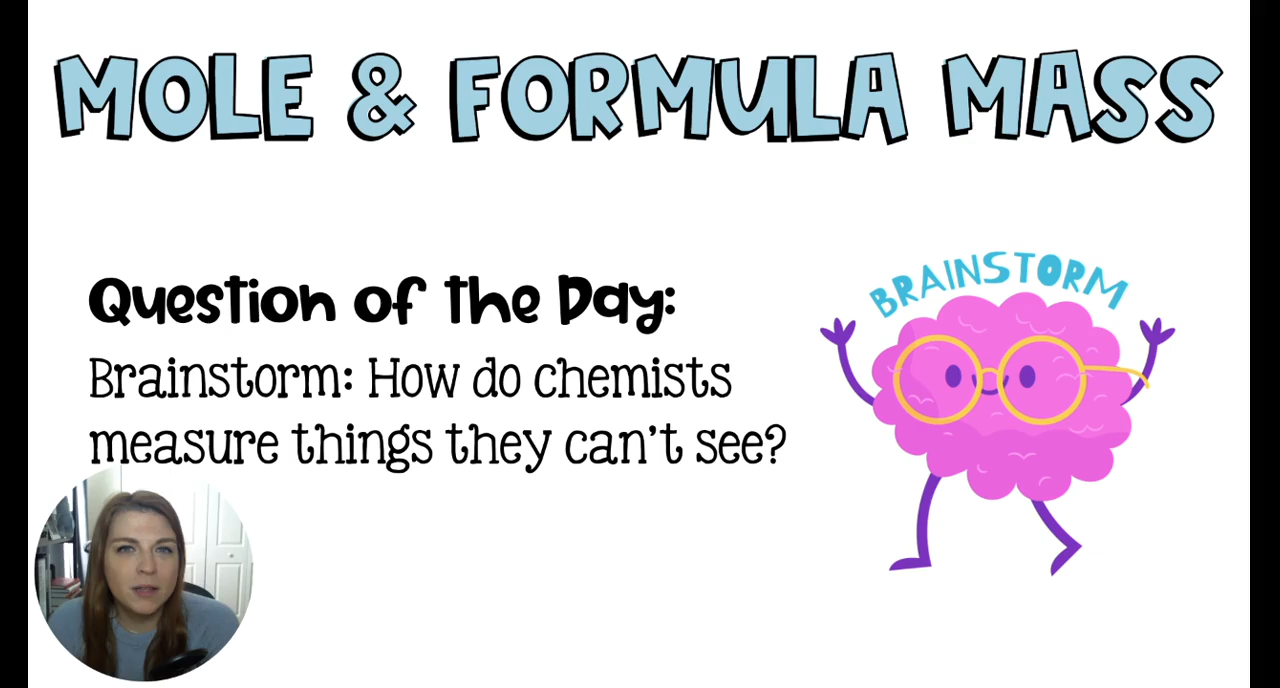 MOLE & FORMULA MASS
BRAINSTORM
Question of the Day:
Brainstorm: How do chemists
measure things they can't see?